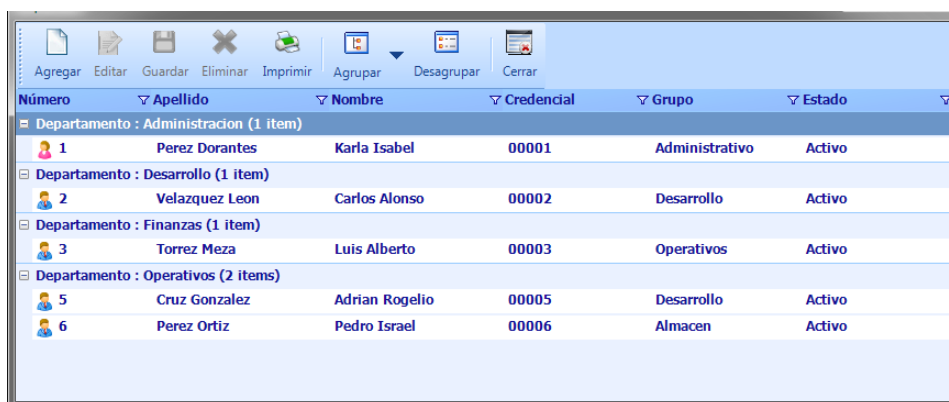 Agregar Editar Guardar Eliminar Imprimir Agrupar Desagrupar Cerrar
Número Apellido Nombre Credencial Grupo Estado
Departamento : Administracion (1 item)
1 Perez Dorantes Karla Isabel 00001 Administrativo Activo
Departamento : Desarrollo (1 item)
2 Velazquez Leon Carlos Alonso 00002 Desarrollo Activo
Departamento : Finanzas (1 item)
3 Torrez Meza Luis Alberto 00003 Operativos Activo
Departamento : Operativos (2 items)
5 Cruz Gonzalez Adrian Rogelio 00005 Desarrollo Activo
6 Perez Ortiz Pedro Israel 00006 Almacen Activo